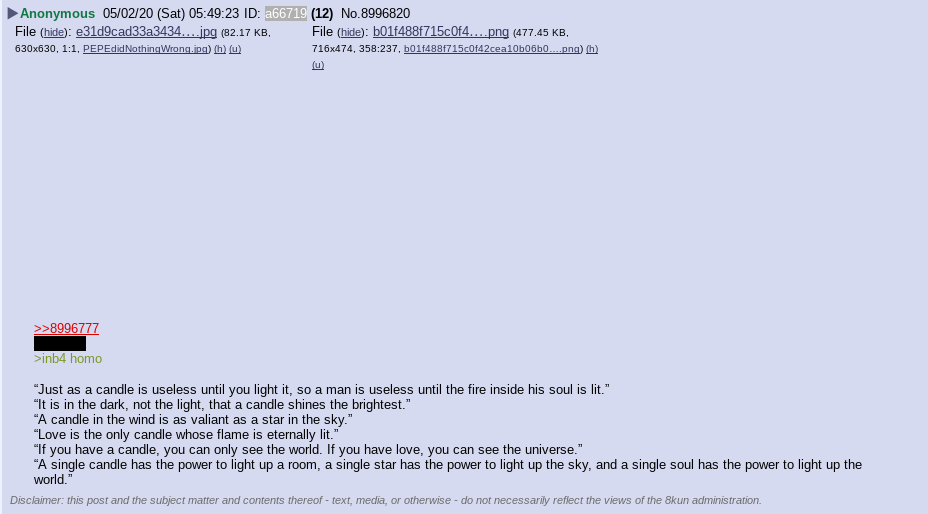 ▶Anonymous 05/02/20 (Sat) 05:49:23 ID: a66719 (12) No.8996820
File (hide): e31d9cad33a3434….jpg (82.17 KB, 630x630, 1:1, PEPEdidNothingWrong.jpg) (h) (u)
File (hide): b01f488f715c0f4….png (477.45 KB, 716x474, 358:237, b01f488f715c0f42cea10b06b0….png) (h) (u)
>>8996777
>inb4 homo
“Just as a candle is useless until you light it, so a man is useless until the fire inside his soul is lit.”
“It is in the dark, not the light, that a candle shines the brightest.”
“A candle in the wind is as valiant as a star in the sky.”
“Love is the only candle whose flame is eternally lit.”
“If you have a candle, you can only see the world. If you have love, you can see the universe.”
“A single candle has the power to light up a room, a single star has the power to light up the sky, and a single soul has the power to light up the
world.”
Disclaimer: this post and the subject matter and contents thereof - text, media, or otherwise - do not necessarily reflect the views of the 8kun administration.